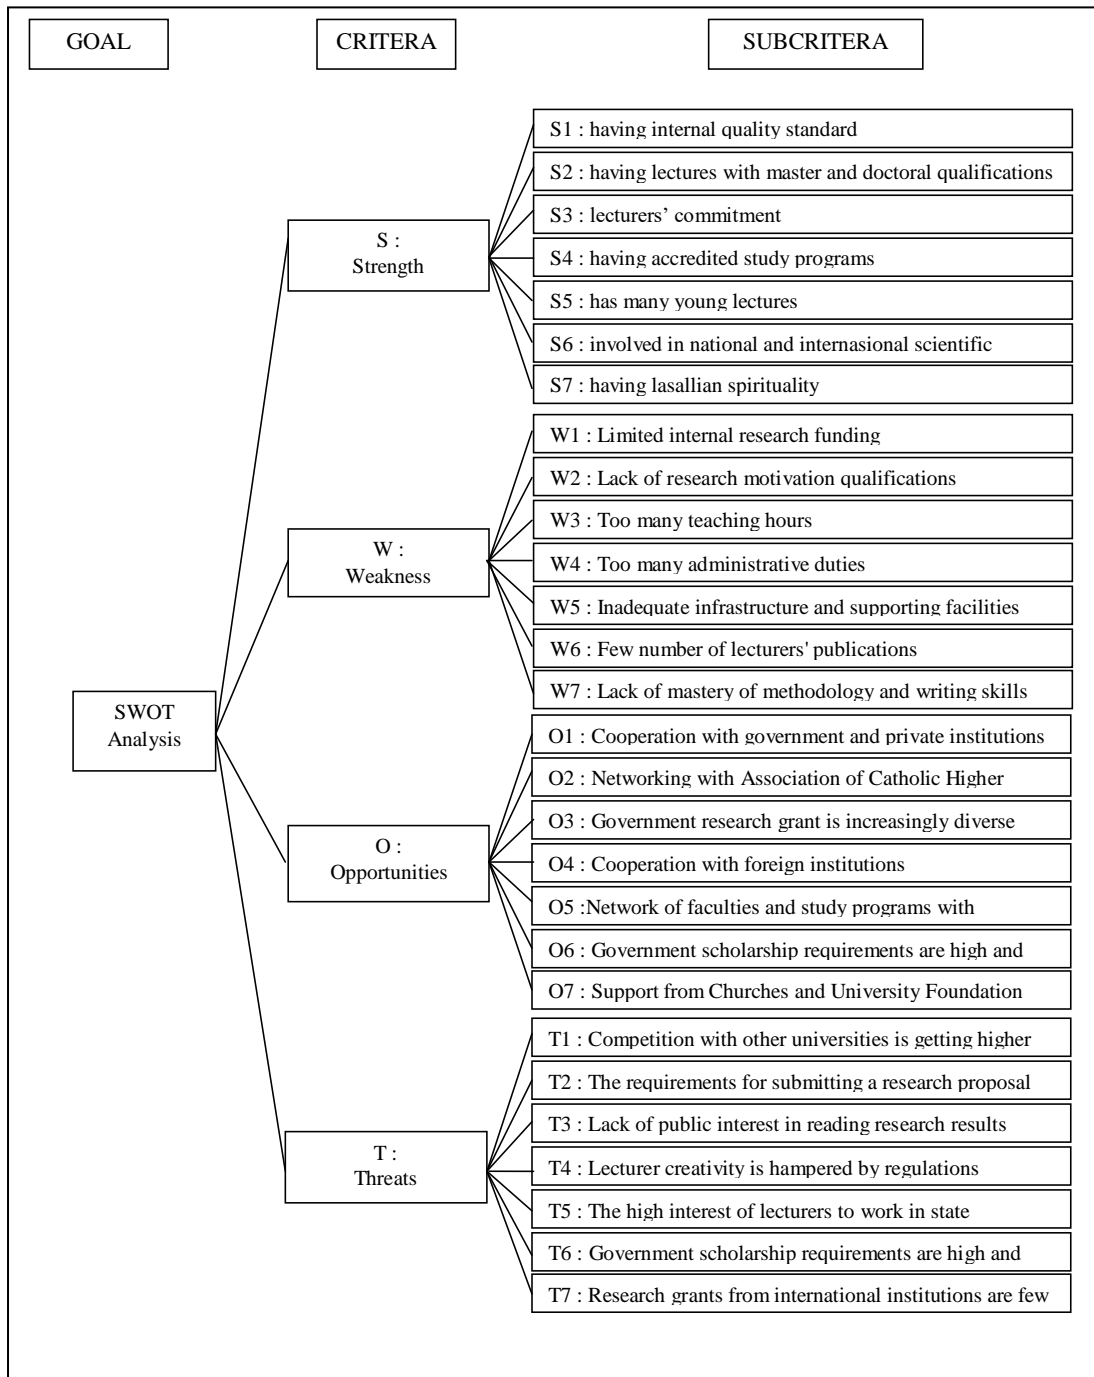 GOAL
CRITERA
SUBCRITERA
S1 : having internal quality standard
S2 : having lectures with master and doctoral qualifications
S3 : lecturers’ commitment
S4 : having accredited study programs
S5 : has many young lectures
S6 : involved in national and internasional scientific
S7 : having lasallian spirituality
S :
Strength
W1 : Limited internal research funding
W2 : Lack of research motivation qualifications
W3 : Too many teaching hours
W4 : Too many administrative duties
W5 : Inadequate infrastructure and supporting facilities
W6 : Few number of lecturers' publications
W7 : Lack of mastery of methodology and writing skills
W :
Weakness
SWOT
Analysis
O1 : Cooperation with government and private institutions
O2 : Networking with Association of Catholic Higher
O3 : Government research grant is increasingly diverse
O4 : Cooperation with foreign institutions
O5 :Network of faculties and study programs with
O6 : Government scholarship requirements are high and
O7 : Support from Churches and University Foundation
O :
Opportunities
T1 : Competition with other universities is getting higher
T2 : The requirements for submitting a research proposal
T3 : Lack of public interest in reading research results
T4 : Lecturer creativity is hampered by regulations
T5 : The high interest of lecturers to work in state
T6 : Government scholarship requirements are high and
T7 : Research grants from international institutions are few
T :
Threats